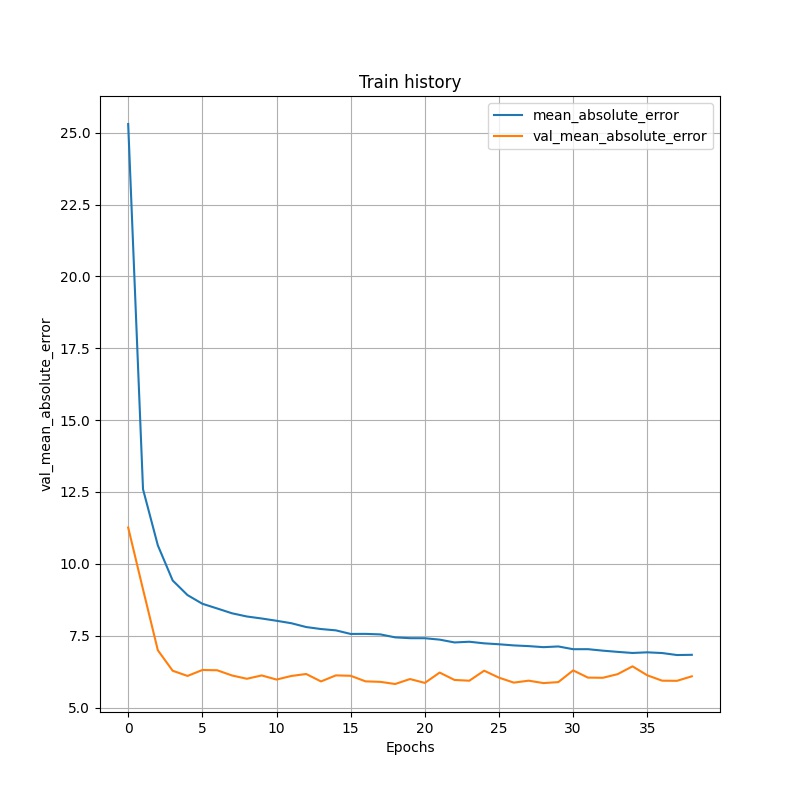 Train history
mean_absolute_error
val_mean_absolute_error
val_mean_absolute_error
25.0
22.5
20.0
17.5
15.0
12.5
10.0
7.5
5.0
0 5 10 15 20 25 30 35
Epochs